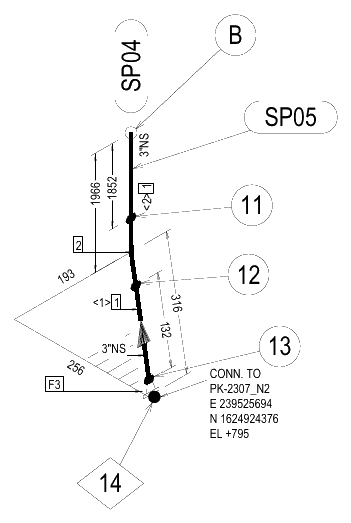 SP04
B
3"NS
SP05
1966
1852
<2> 1
11
2
193
12
316
<1> 1
132
3"NS
13
256
CONN. TO
F3
PK-2307_N2
E 239525694
N 1624924376
EL +795
14